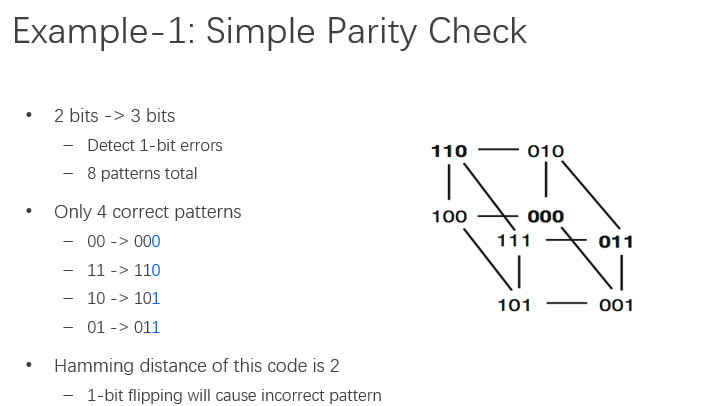 Example-1: Simple Parity Check
• 2 bits -> 3 bits
– Detect 1-bit errors
– 8 patterns total
• Only 4 correct patterns
– 00 -> 000
– 11 -> 110
– 10 -> 101
– 01 -> 011
• Hamming distance of this code is 2
– 1-bit flipping will cause incorrect pattern
110 010
100 000
111 011
101 001